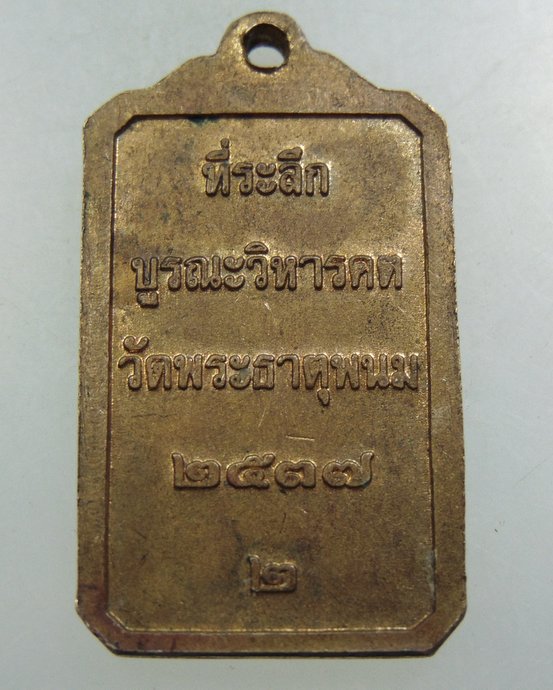 ที่ระลึก
บูรณะวิหารคต
วัดพระธาตุพนม
๒๕๓๗
๒